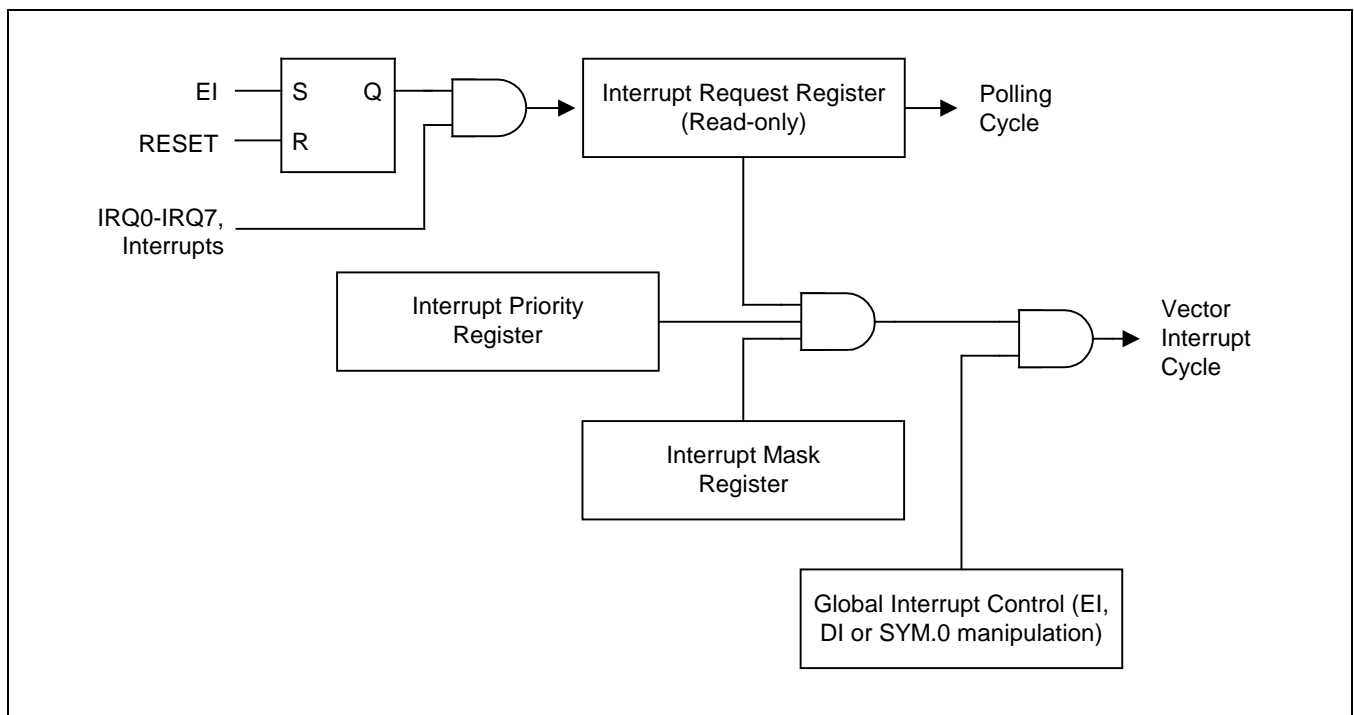 EI
S
Q
RESET
R
IRQ0-IRQ7,
Interrupts
Interrupt Request Register
(Read-only)
Polling
Cycle
Interrupt Priority
Register
Vector
Interrupt
Cycle
Interrupt Mask
Register
Global Interrupt Control (EI,
DI or SYM.0 manipulation)